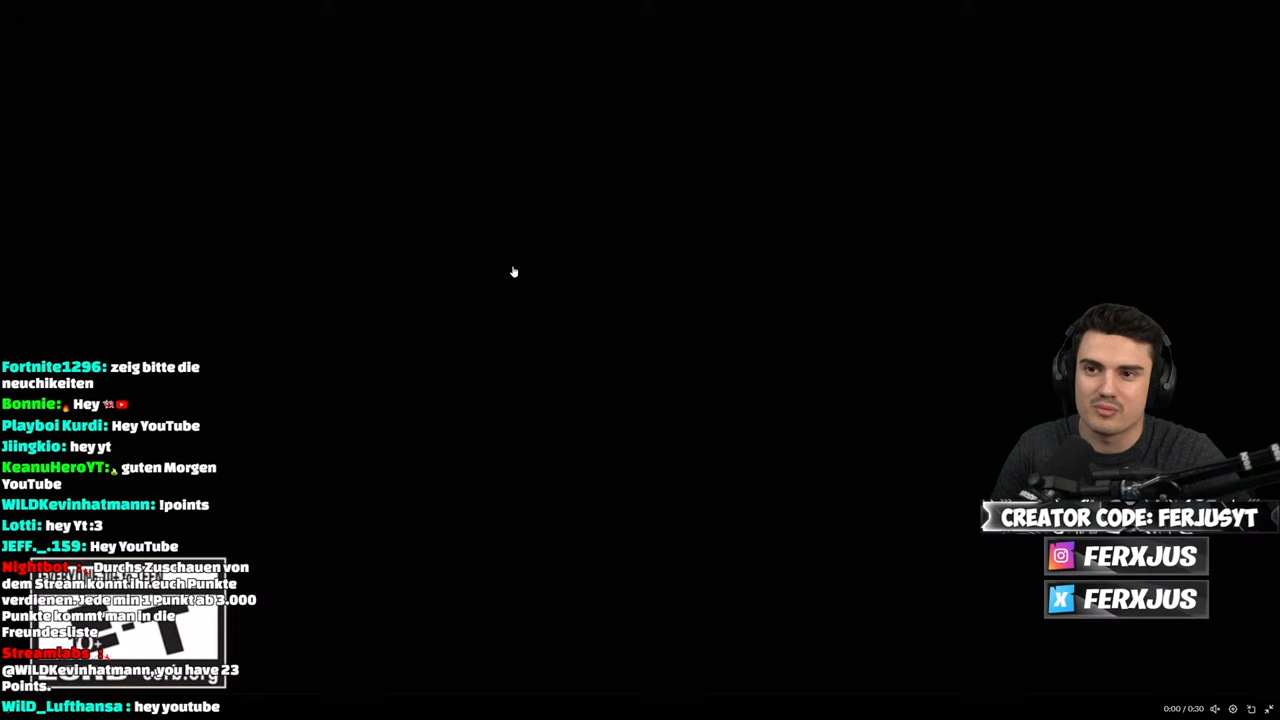 Fortnite1296: zeig bitte die
neuchikeiten
Bonnie: Hey
Playboi Kurdi: Hey YouTube
Jiingkio: hey yt
KeanuHeroYT: guten Morgen
YouTube
WILDKevinhatmann: !points
Lotti: hey Yt :3
JEFF._.159: Hey YouTube
Nightbot : Durchs Zuschauen von
dem Stream könnt ihr euch Punkte
verdienen. Jede min 1 Punkt ab 3.000
Punkte kommt man in die
Freundesliste
Streamlabs :
@WILDKevinhatmann, you have 23
Points.
WilD_Lufthansa : hey youtube
CREATOR CODE: FERJUSYT
FERXJUS
FERXJUS
0:00 / 0:30